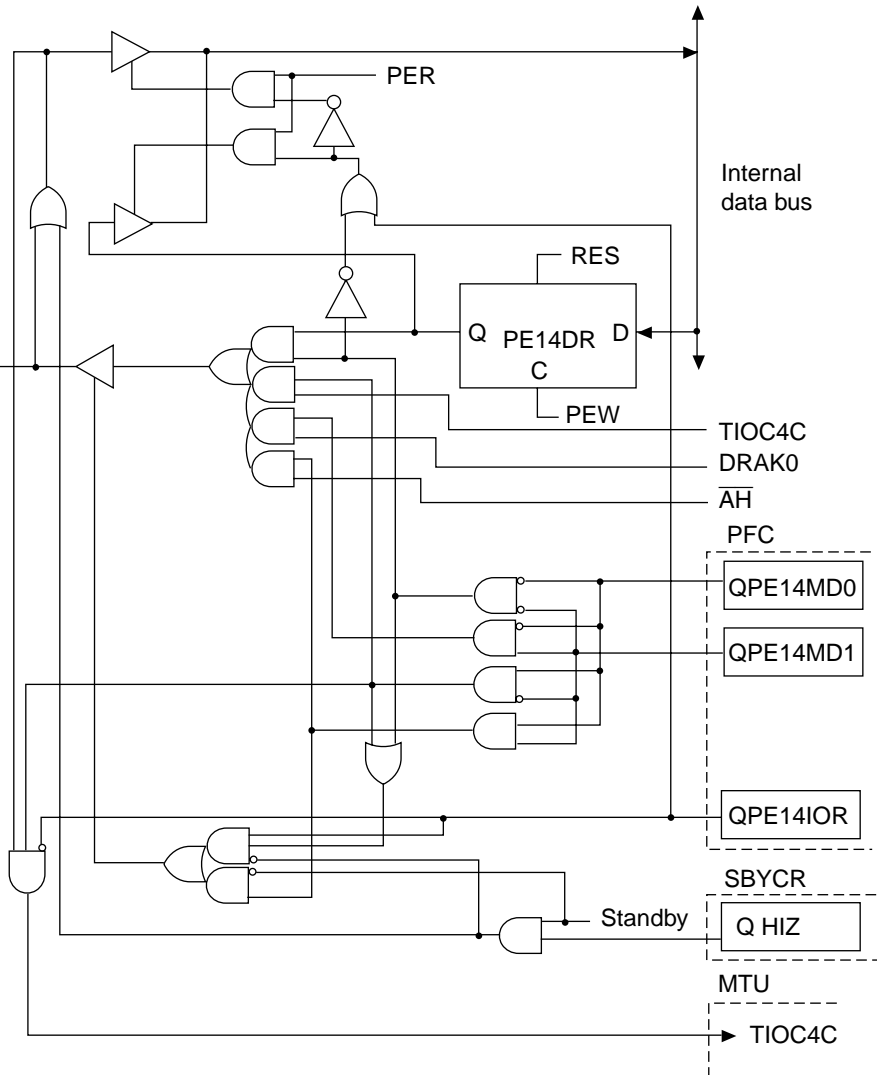 PER
Internal
data bus
RES
Q
PE14DR
D
C
PEW
TIOC4C
DRAK0
AH
PFC
QPE14MD0
QPE14MD1
QPE14IOR
SBYCR
Standby
Q HIZ
MTU
TIOC4C